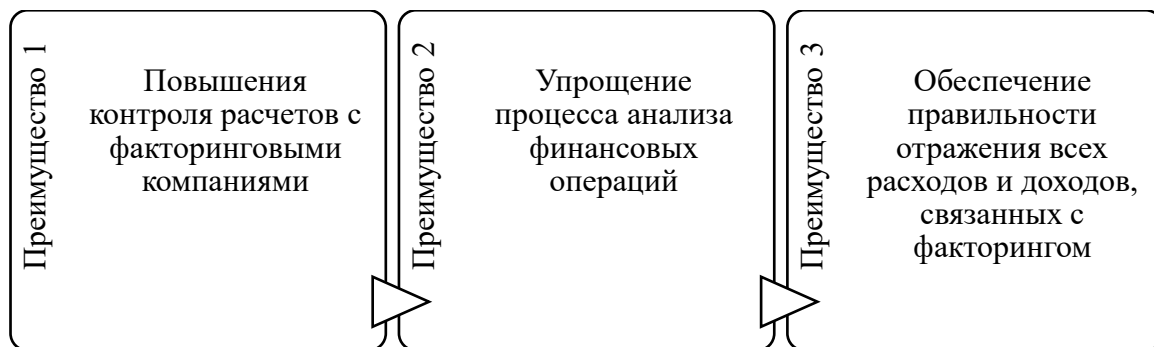 Преимущество 1
Повышения
контроля расчетов с
факторинговыми
компаниями
Преимущество 2
Упрощение
процесса анализа
финансовых
операций
Преимущество 3
Обеспечение
правильности
отражения всех
расходов и доходов,
связанных с
факторингом